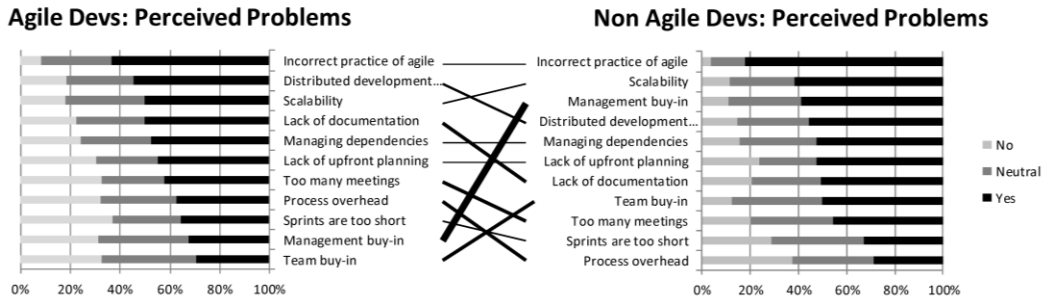 Agile Devs: Perceived Problems
Incorrect practice of agile
Distributed development...
Scalability
Lack of documentation
Managing dependencies
Lack of upfront planning
Too many meetings
Process overhead
Sprints are too short
Management buy-in
Team buy-in
0% 20% 40% 60% 80% 100%
Non Agile Devs: Perceived Problems
Incorrect practice of agile
Scalability
Management buy-in
Distributed development...
Managing dependencies
Lack of upfront planning
Lack of documentation
Team buy-in
Too many meetings
Sprints are too short
Process overhead
0% 20% 40% 60% 80% 100%
No
Neutral
Yes